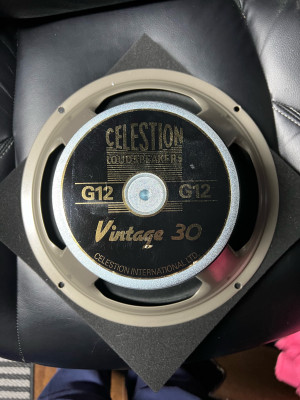 CELESTION
LOUDSPEAKERS
G12 G12
Vintage 30
CELESTION INTERNATIONAL LTD